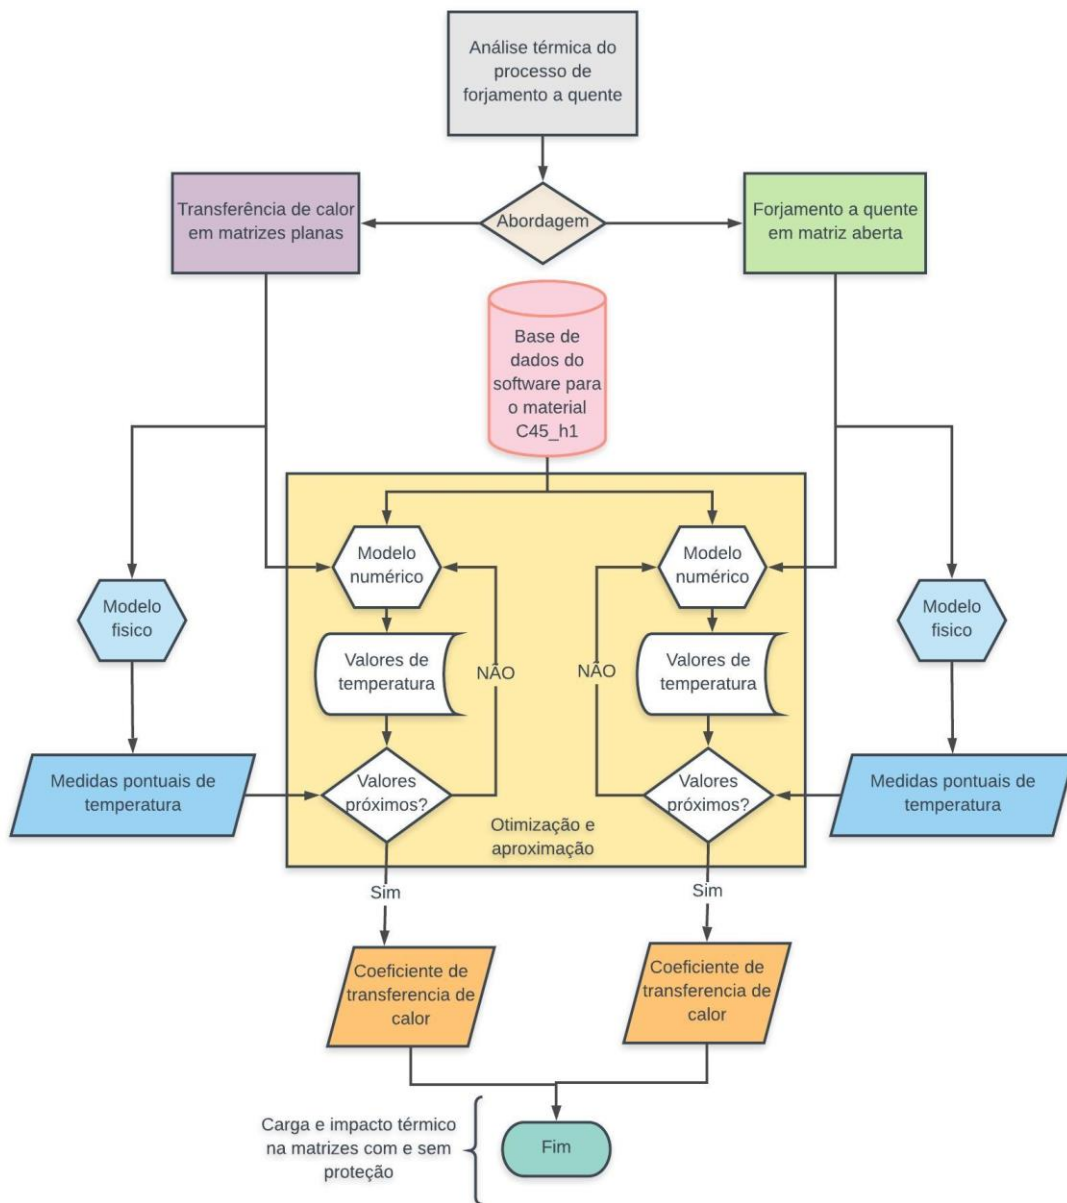 Análise térmica do
processo de
forjamento a quente
Transferência de calor
em matrizes planas
Abordagem
Forjamento a quente
em matriz aberta
Base de
dados do
software para
o material
C45_h1
Modelo
numérico
Modelo
numérico
Modelo
fisico
Modelo
fisico
Valores de
temperatura
NÃO
NÃO
Valores de
temperatura
Medidas pontuais de
temperatura
Valores
próximos?
Valores
próximos?
Medidas pontuais de
temperatura
Otimização e
aproximação
Sim
Sim
Coeficiente de
transferencia de
calor
Coeficiente de
transferencia de
calor
Carga e impacto térmico
na matrizes com e sem
proteção
Fim